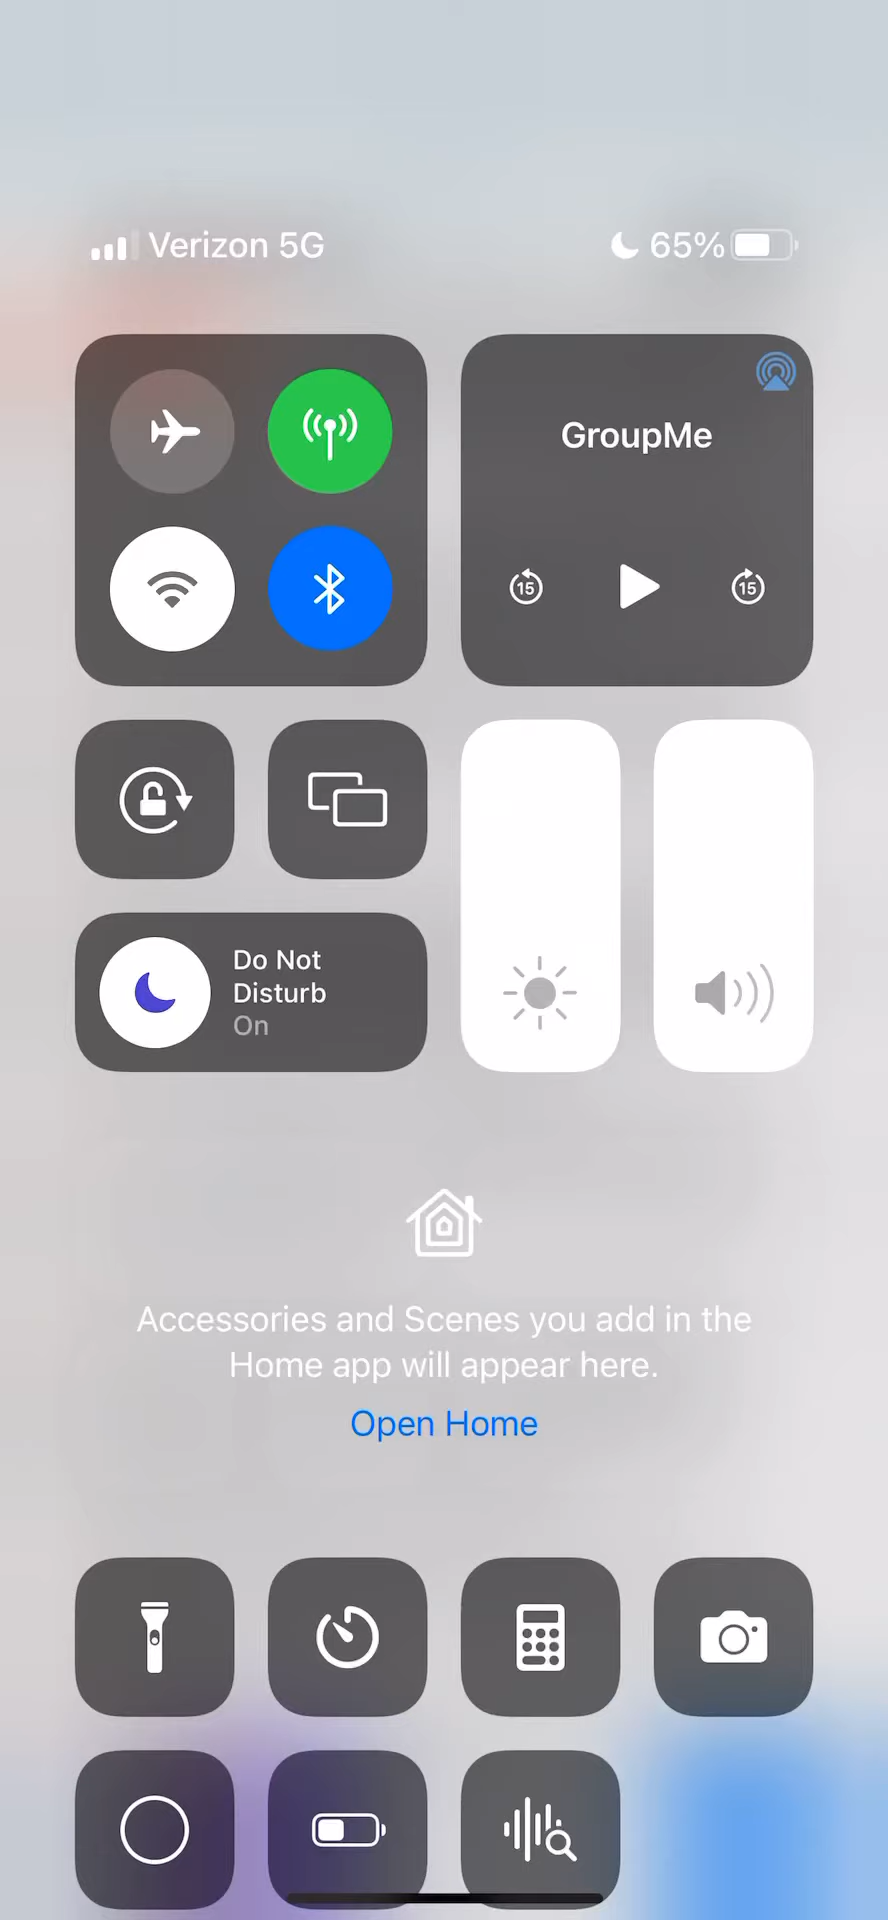 Verizon 5G
65%
GroupMe
15
15
Do Not
Disturb
On
Accessories and Scenes you add in the
Home app will appear here.
Open Home